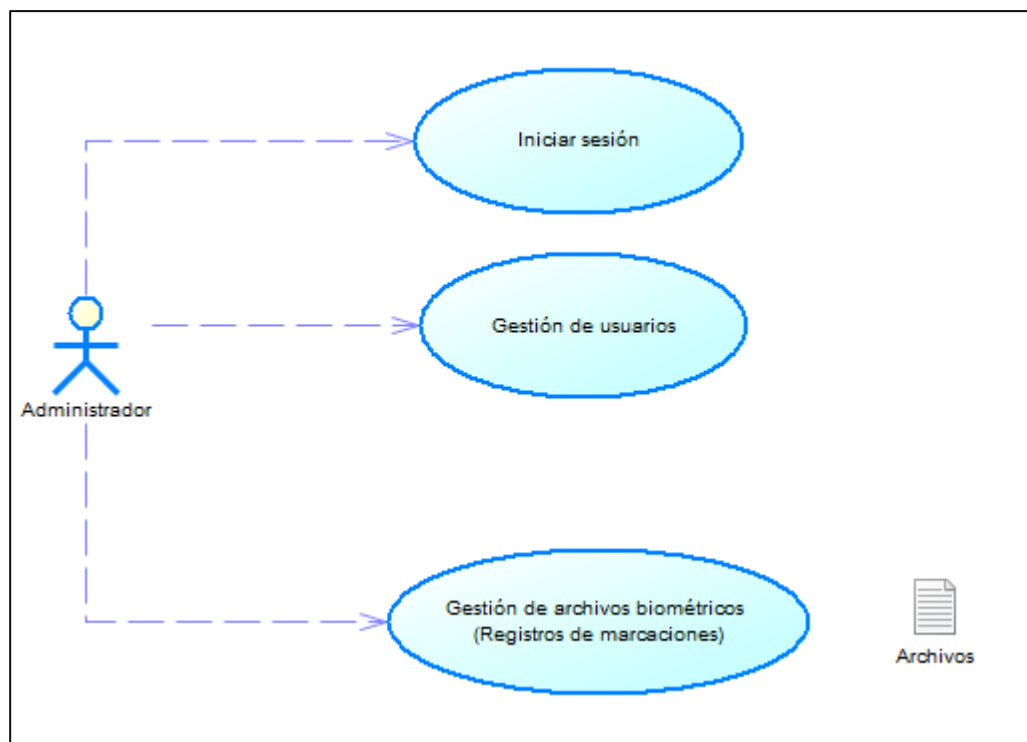 Iniciar sesión
Gestión de usuarios
Administrador
Gestión de archivos biométricos
(Registros de marcaciones)
Archivos